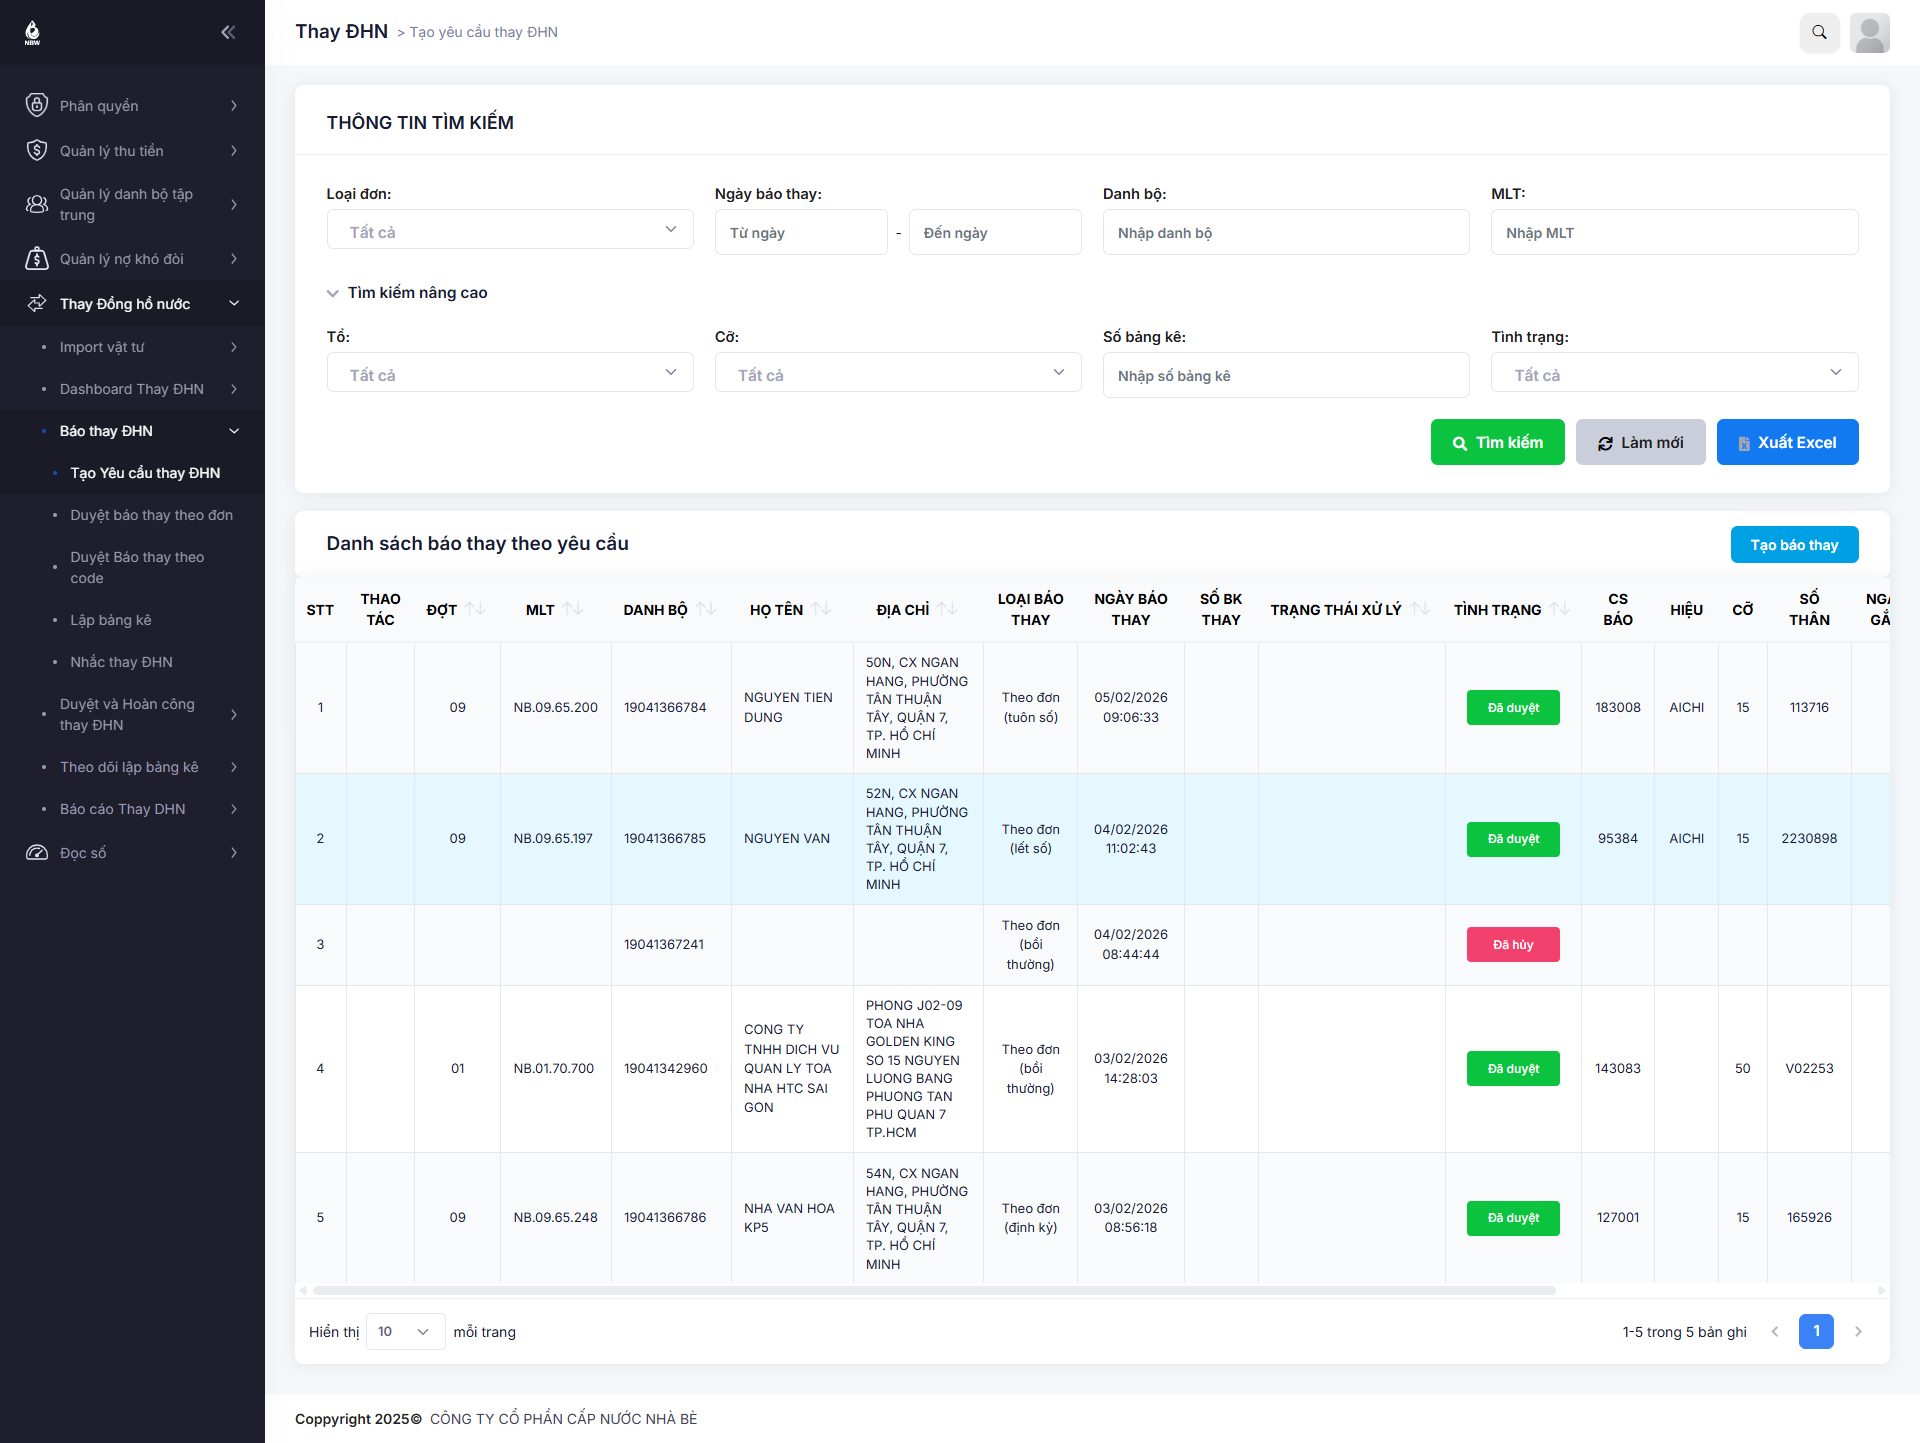 NBW
Phân quyền
Quản lý thu tiền
Quản lý danh bộ tập
trung
Quản lý nợ khó đòi
Thay Đồng hồ nước
Import vật tư
Dashboard Thay ĐHN
Báo thay ĐHN
Tạo Yêu cầu thay ĐHN
Duyệt báo thay theo đơn
Duyệt Báo thay theo
code
Lập bảng kê
Nhắc thay ĐHN
Duyệt và Hoàn công
thay ĐHN
Theo dõi lập bảng kê
Báo cáo Thay DHN
Đọc số
Thay ĐHN > Tạo yêu cầu thay ĐHN
THÔNG TIN TÌM KIẾM
Loại đơn: Ngày báo thay: Danh bộ: MLT:
Tất cả Từ ngày - Đến ngày Nhập danh bộ Nhập MLT
Tìm kiếm nâng cao
Tổ: Cỡ: Số bảng kê: Tình trạng:
Tất cả Tất cả Nhập số bảng kê Tất cả
Tìm kiếm Làm mới Xuất Excel
Danh sách báo thay theo yêu cầu Tạo báo thay
STT
THAO
TÁC
ĐỢT
MLT
DANH BỘ
HỌ TÊN
ĐỊA CHỈ
LOẠI BÁO
THAY
NGÀY BÁO
THAY
SỐ BK
THAY
TRẠNG THÁI XỬ LÝ
TÌNH TRẠNG
CS
BÁO
HIỆU
CỠ
SỐ
THÂN
1
09
NB.09.65.200
19041366784
NGUYEN TIEN
DUNG
50N, CX NGAN
HANG, PHƯỜNG
TÂN THUẬN
TÂY, QUẬN 7,
TP. HỒ CHÍ
MINH
Theo đơn
(tuôn số)
05/02/2026
09:06:33
Đã duyệt
183008
AICHI
15
113716
2
09
NB.09.65.197
19041366785
NGUYEN VAN
52N, CX NGAN
HANG, PHƯỜNG
TÂN THUẬN
TÂY, QUẬN 7,
TP. HỒ CHÍ
MINH
Theo đơn
(lết số)
04/02/2026
11:02:43
Đã duyệt
95384
AICHI
15
2230898
3
19041367241
Theo đơn
(bồi
thường)
04/02/2026
08:44:44
Đã hủy
4
01
NB.01.70.700
19041342960
CONG TY
TNHH DICH VU
QUAN LY TOA
NHA HTC SAI
GON
PHONG J02-09
TOA NHA
GOLDEN KING
SO 15 NGUYEN
LUONG BANG
PHUONG TAN
PHU QUAN 7
TP.HCM
Theo đơn
(bồi
thường)
03/02/2026
14:28:03
Đã duyệt
143083
50
V02253
5
09
NB.09.65.248
19041366786
NHA VAN HOA
KP5
54N, CX NGAN
HANG, PHƯỜNG
TÂN THUẬN
TÂY, QUẬN 7,
TP. HỒ CHÍ
MINH
Theo đơn
(định kỳ)
03/02/2026
08:56:18
Đã duyệt
127001
15
165926
Hiển thị 10 mỗi trang
1-5 trong 5 bản ghi 1
Coppyright 2025© CÔNG TY CỔ PHẦN CẤP NƯỚC NHÀ BÈ